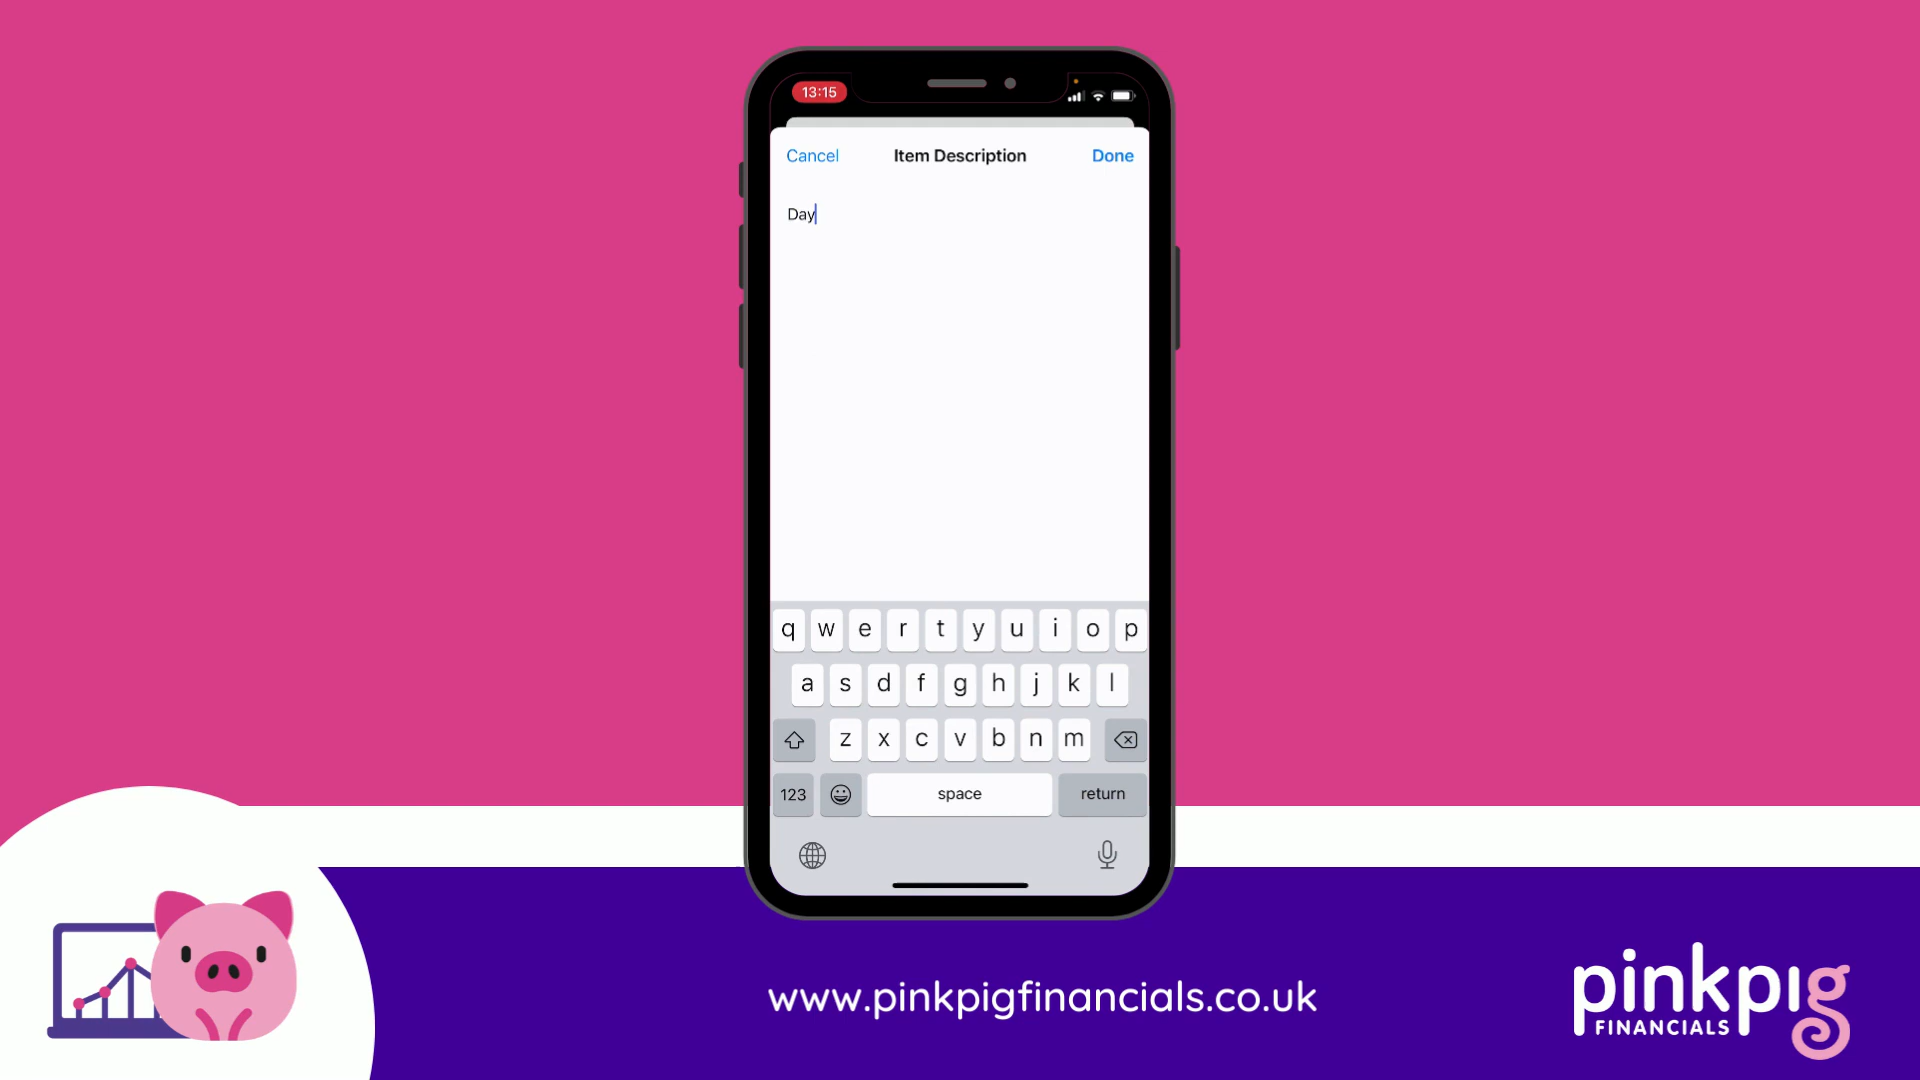 13:15
Cancel Item Description Done
Day
q w e r t y u i o p
a s d f g h j k l
z x c v b n m
123 space return
www.pinkpigfinancials.co.uk
pinkpig
FINANCIALS